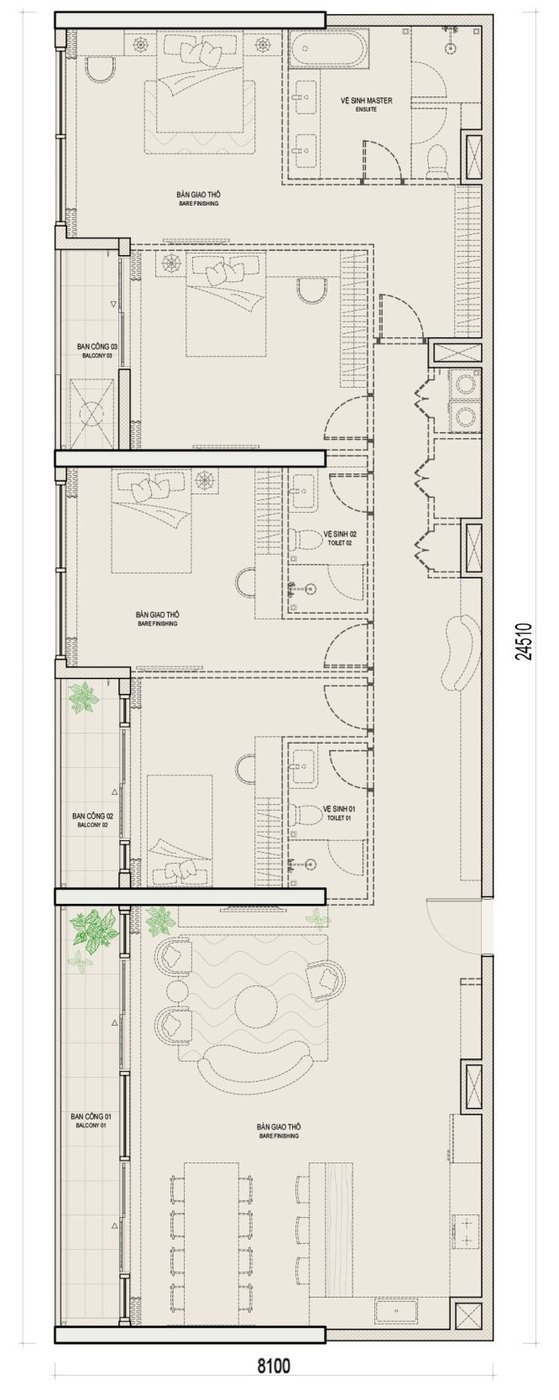 VỆ SINH MASTER
ENSUITE
BÀN GIAO THÔ
BARE FINISHING
BAN CÔNG 03
BALCONY 03
VỆ SINH 02
TOILET 02
BÀN GIAO THÔ
BARE FINISHING
24510
VỆ SINH 01
TOILET 01
BAN CÔNG 02
BALCONY 02
BAN CÔNG 01
BALCONY 01
BÀN GIAO THÔ
BARE FINISHING
8100